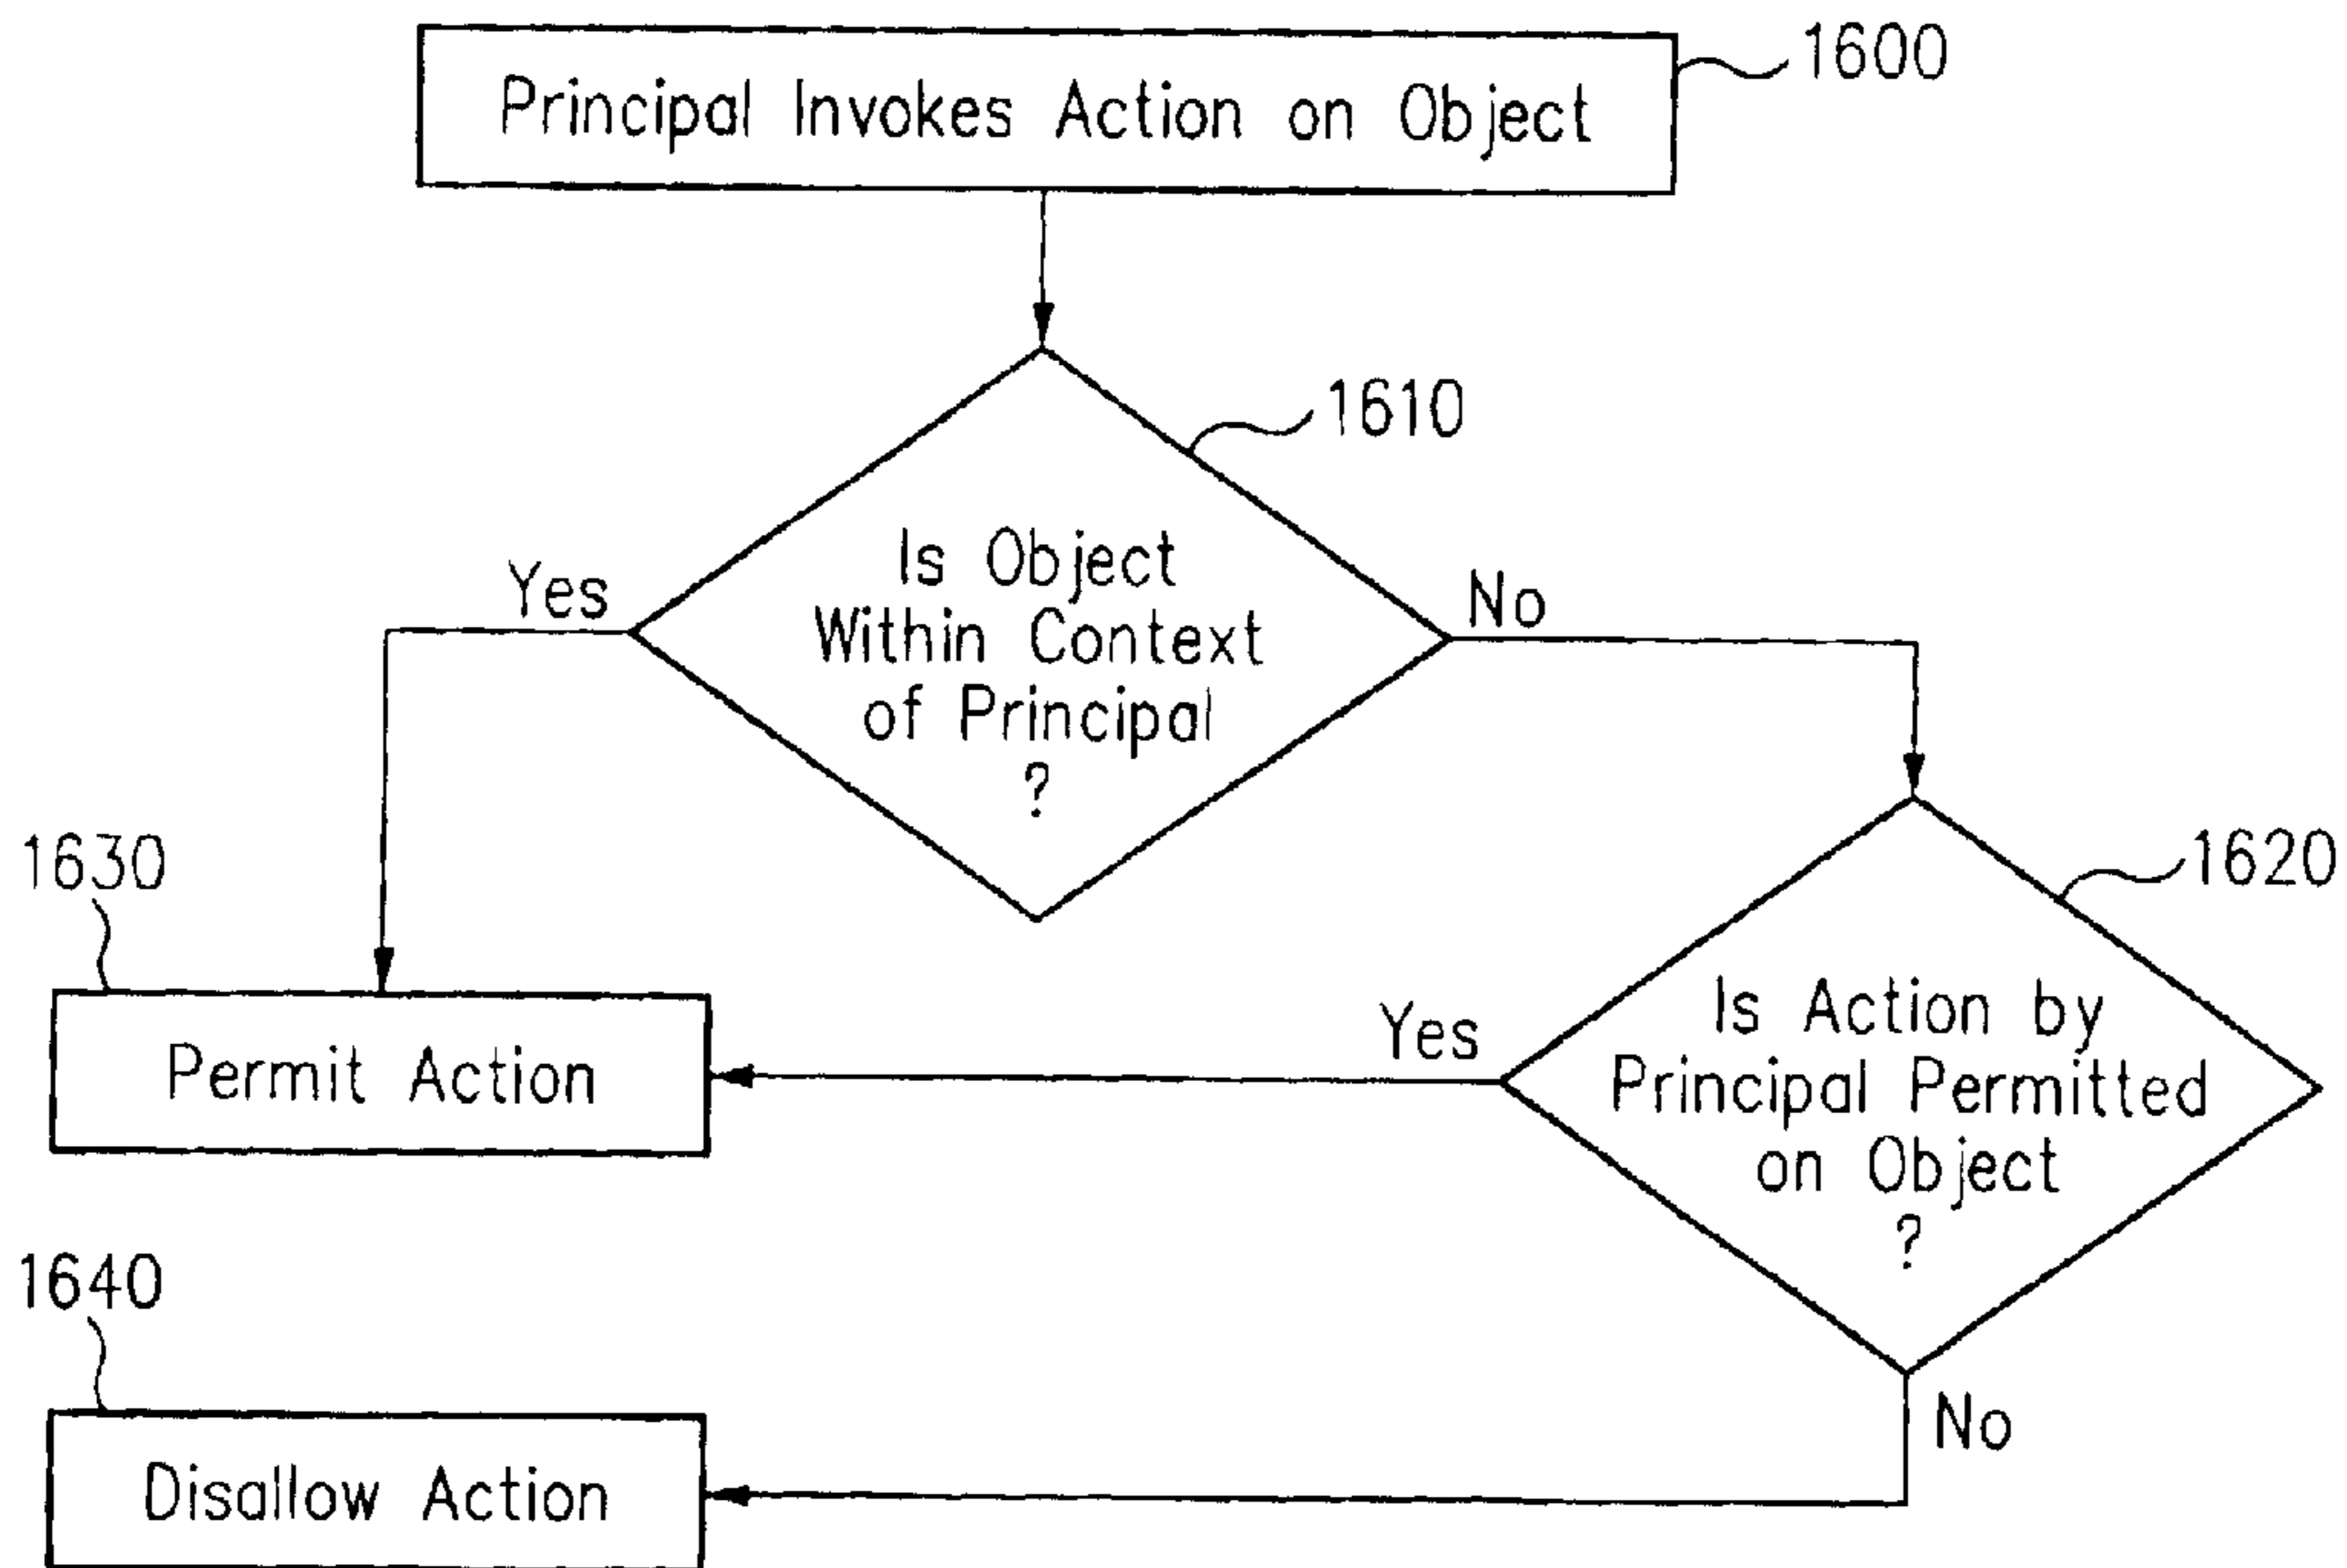 Principal Invokes Action on Object
1600
1610
Is Object
Within Context
of Principal
?
Yes
No
1630
1620
Permit Action
Yes
Is Action by
Principal Permitted
on Object
?
1640
No
Disallow Action